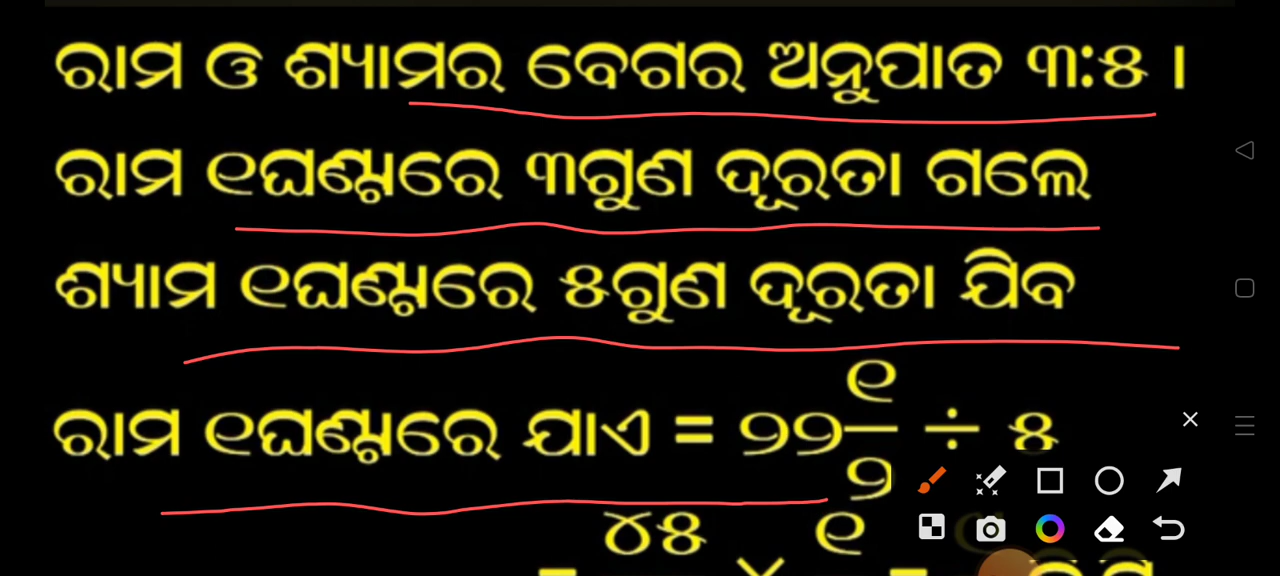 ରାମ ଓ ଶ୍ୟାମର ବେଗର ଅନୁପାତ ୩:୫ ।
ରାମ ୧ଘଣ୍ଟାରେ ୩ଗୁଣ ଦୂରତା ଗଲେ
ଶ୍ୟାମ ୧ଘଣ୍ଟାରେ ୫ଗୁଣ ଦୂରତା ଯିବ
ରାମ ୧ଘଣ୍ଟାରେ ଯାଏ = ୨୨ ୧/୨ ÷ ୫
= ୪୫ × ୧ =